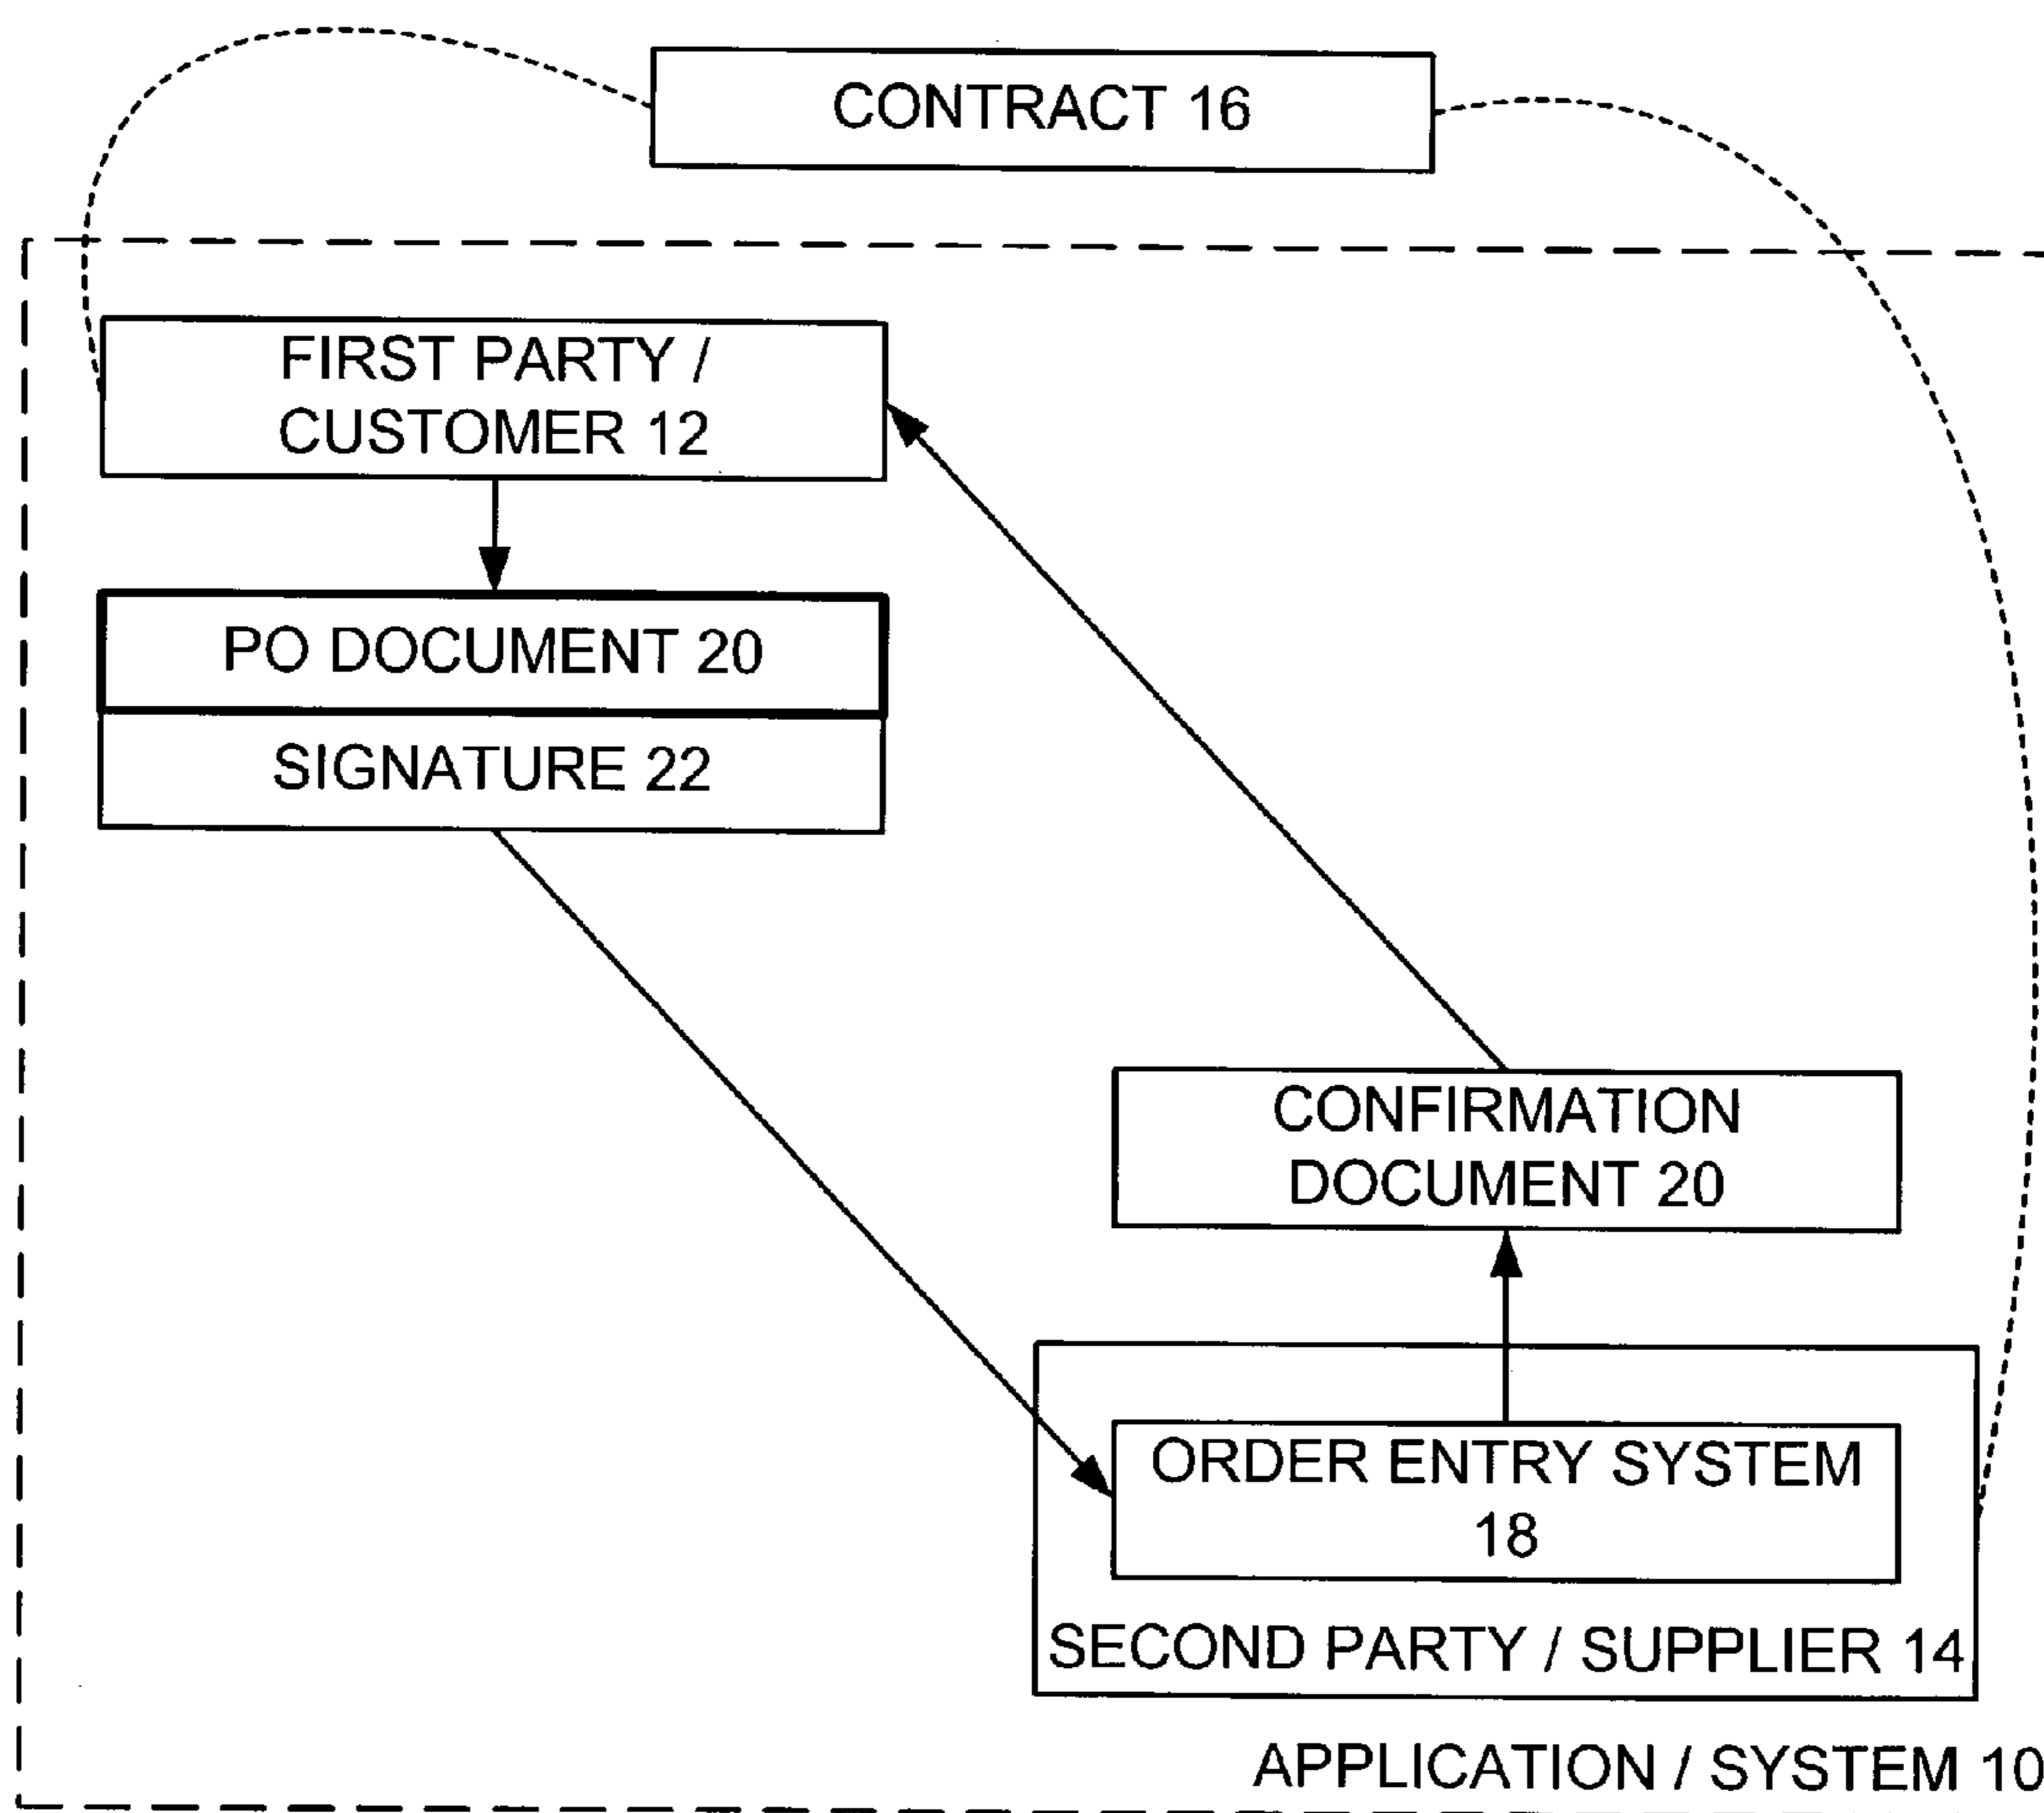 CONTRACT 16
FIRST PARTY /
CUSTOMER 12
PO DOCUMENT 20
SIGNATURE 22
CONFIRMATION
DOCUMENT 20
ORDER ENTRY SYSTEM
18
SECOND PARTY / SUPPLIER 14
APPLICATION / SYSTEM 10